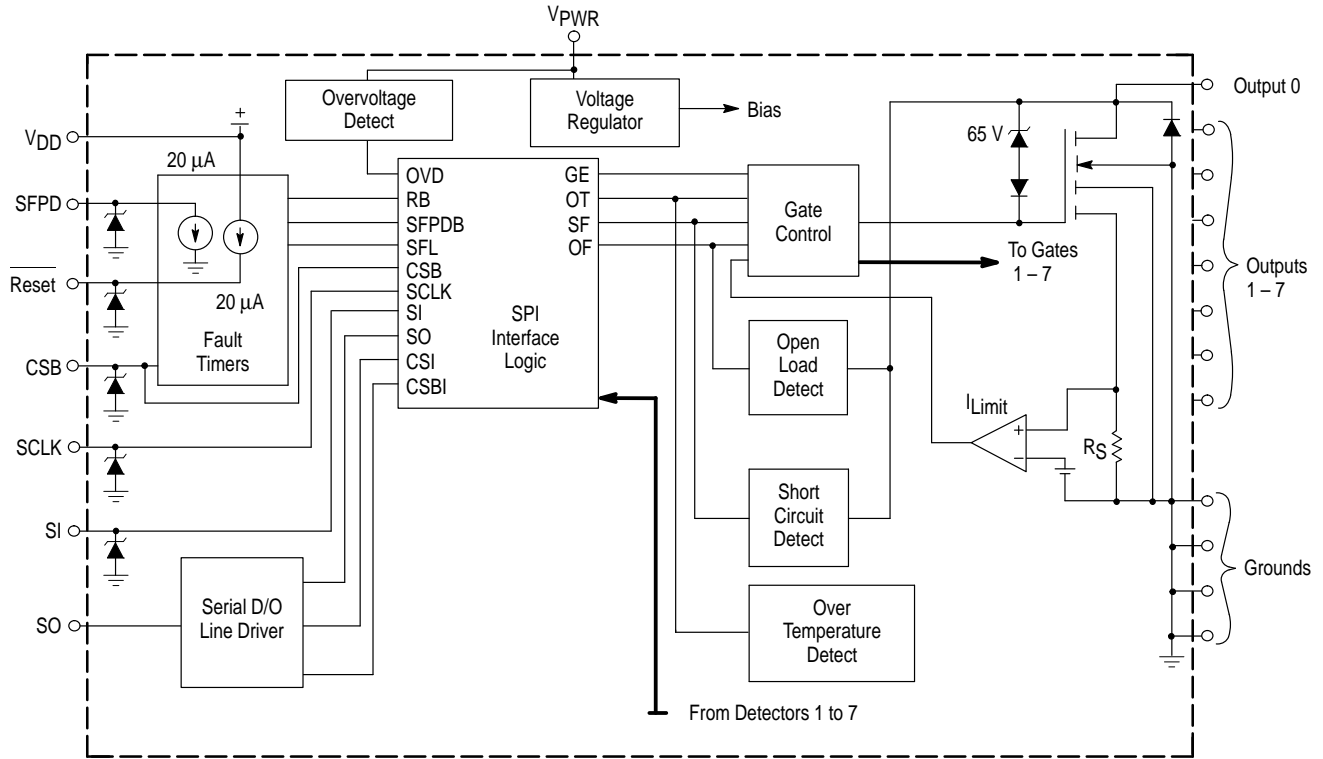 VPWR
Overvoltage
Detect
Voltage
Regulator
Bias
Output 0
VDD
+
20 µA
65 V
SFPD
OVD
RB
SFPDB
SFL
CSB
SCLK
SI
SO
CSI
CSBI
GE
OT
SF
OF
SPI
Interface
Logic
Gate
Control
To Gates
1 – 7
Outputs
1 – 7
Reset
20 µA
Fault
Timers
CSB
Open
Load
Detect
ILimit
+
–
RS
SCLK
Short
Circuit
Detect
SI
Grounds
Serial D/O
Line Driver
SO
Over
Temperature
Detect
From Detectors 1 to 7